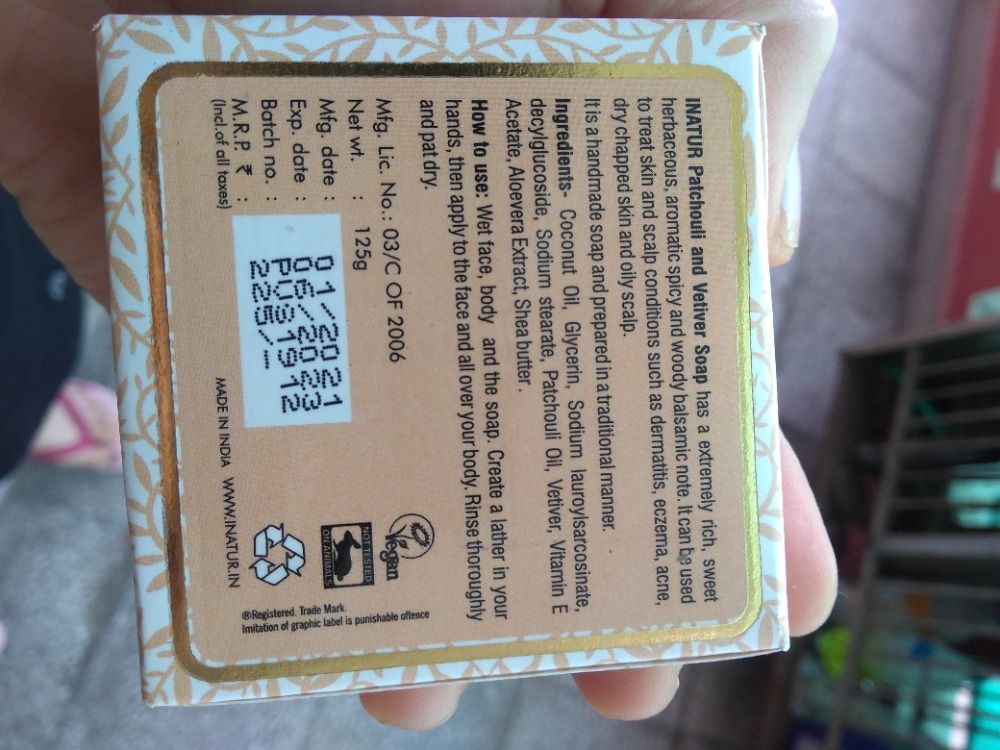 INATUR Patchouli and Vetiver Soap has a extremely rich, sweet
herbaceous, aromatic spicy and woody balsamic note. It can be used
to treat skin and scalp conditions such as dermatitis, eczema, acne,
dry chapped skin and oily scalp.
It is a handmade soap and prepared in a traditional manner.
Ingredients- Coconut Oil, Glycerin, Sodium lauroylsarcosinate,
decylglucoside, Sodium stearate, Patchouli Oil, Vetiver, Vitamin E
Acetate, Aloevera Extract, Shea butter.
How to use: Wet face, body and the soap. Create a lather in your
hands, then apply to the face and all over your body. Rinse thoroughly
and pat dry.
Mfg. Lic. No.: 03/C OF 2006
Net wt. : 125g
Mfg. date : 01/2021
Exp. date : 06/2023
Batch no. : PVS1912
M.R.P. ₹ : 225/-
(Incl.of all taxes)
MADE IN INDIA WWW.INATUR.IN
Vegan
NOT TESTED
ON ANIMALS
®Registered. Trade Mark.
Imitation of graphic label is punishable offence